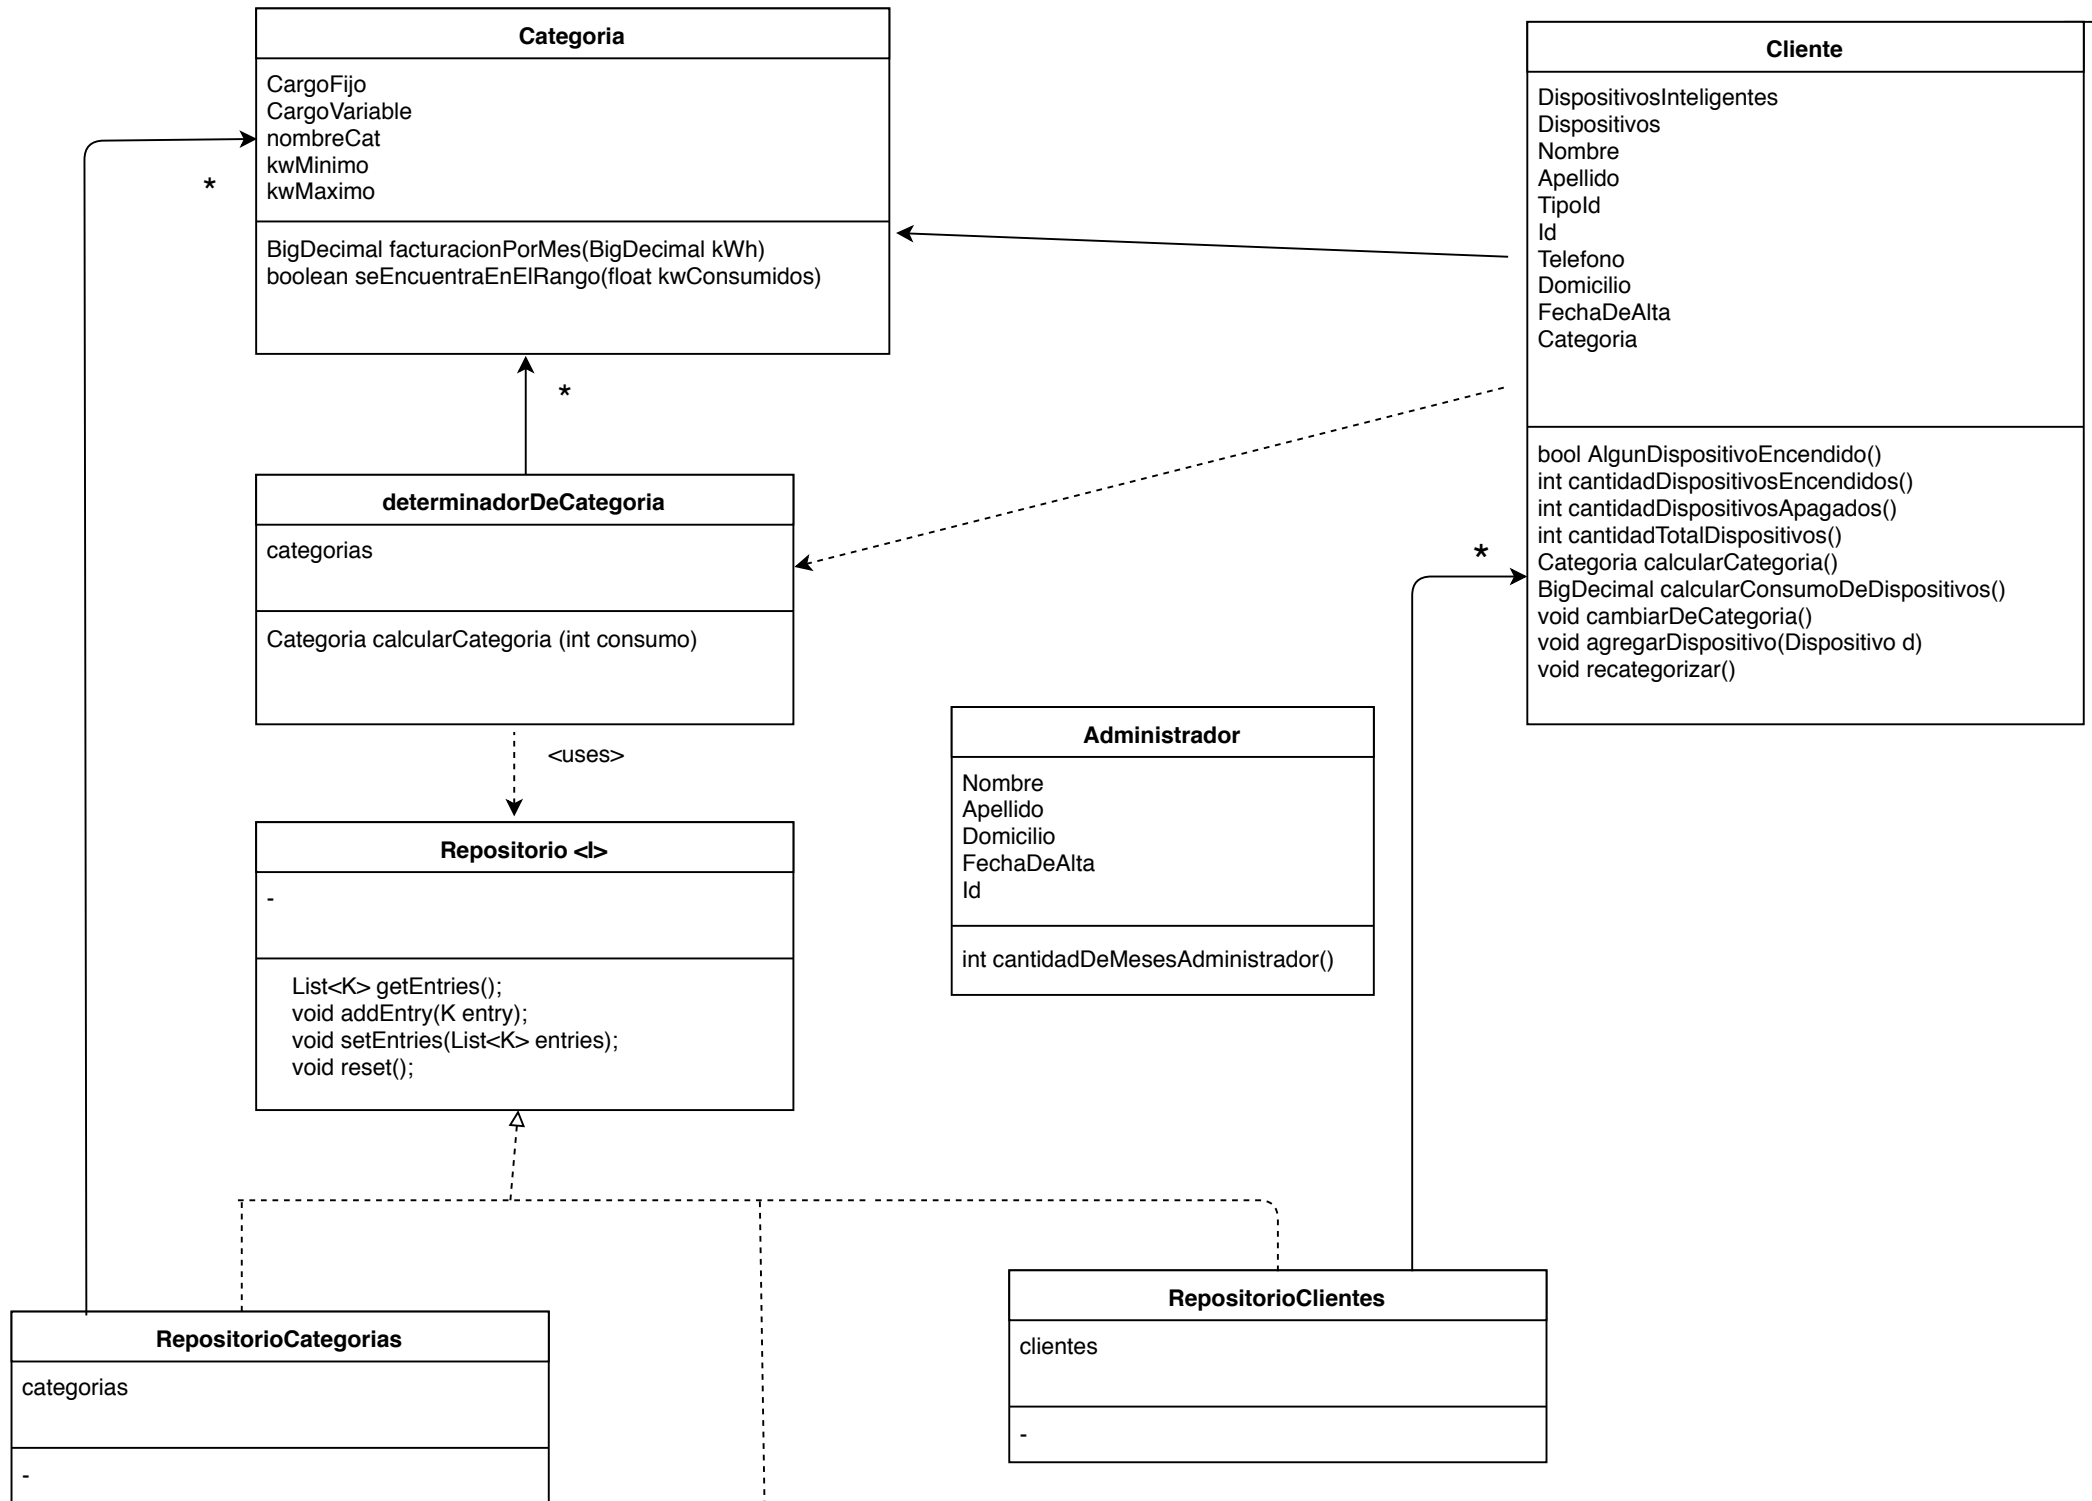 Categoria
CargoFijo
CargoVariable
nombreCat
kwMinimo
kwMaximo
*
BigDecimal facturacionPorMes(BigDecimal kWh)
boolean seEncuentraEnElRango(float kwConsumidos)
Cliente
DispositivosInteligentes
Dispositivos
Nombre
Apellido
TipoId
Id
Telefono
Domicilio
FechaDeAlta
Categoria
bool AlgunDispositivoEncendido()
int cantidadDispositivosEncendidos()
int cantidadDispositivosApagados()
int cantidadTotalDispositivos()
Categoria calcularCategoria()
BigDecimal calcularConsumoDeDispositivos()
void cambiarDeCategoria()
void agregarDispositivo(Dispositivo d)
void recategorizar()
*
*
determinadorDeCategoria
categorias
Categoria calcularCategoria (int consumo)
<uses>
Administrador
Nombre
Apellido
Domicilio
FechaDeAlta
Id
int cantidadDeMesesAdministrador()
Repositorio <I>
-
List<K> getEntries();
void addEntry(K entry);
void setEntries(List<K> entries);
void reset();
RepositorioClientes
clientes
-
RepositorioCategorias
categorias
-